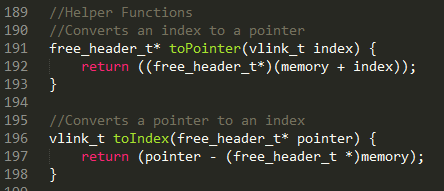 189 //Helper Functions
190 //Converts an index to a pointer
191 free_header_t* toPointer(vlink_t index) {
192     return ((free_header_t*)(memory + index));
193 }
194
195 //Converts a pointer to an index
196 vlink_t toIndex(free_header_t* pointer) {
197     return (pointer - (free_header_t *)memory);
198 }